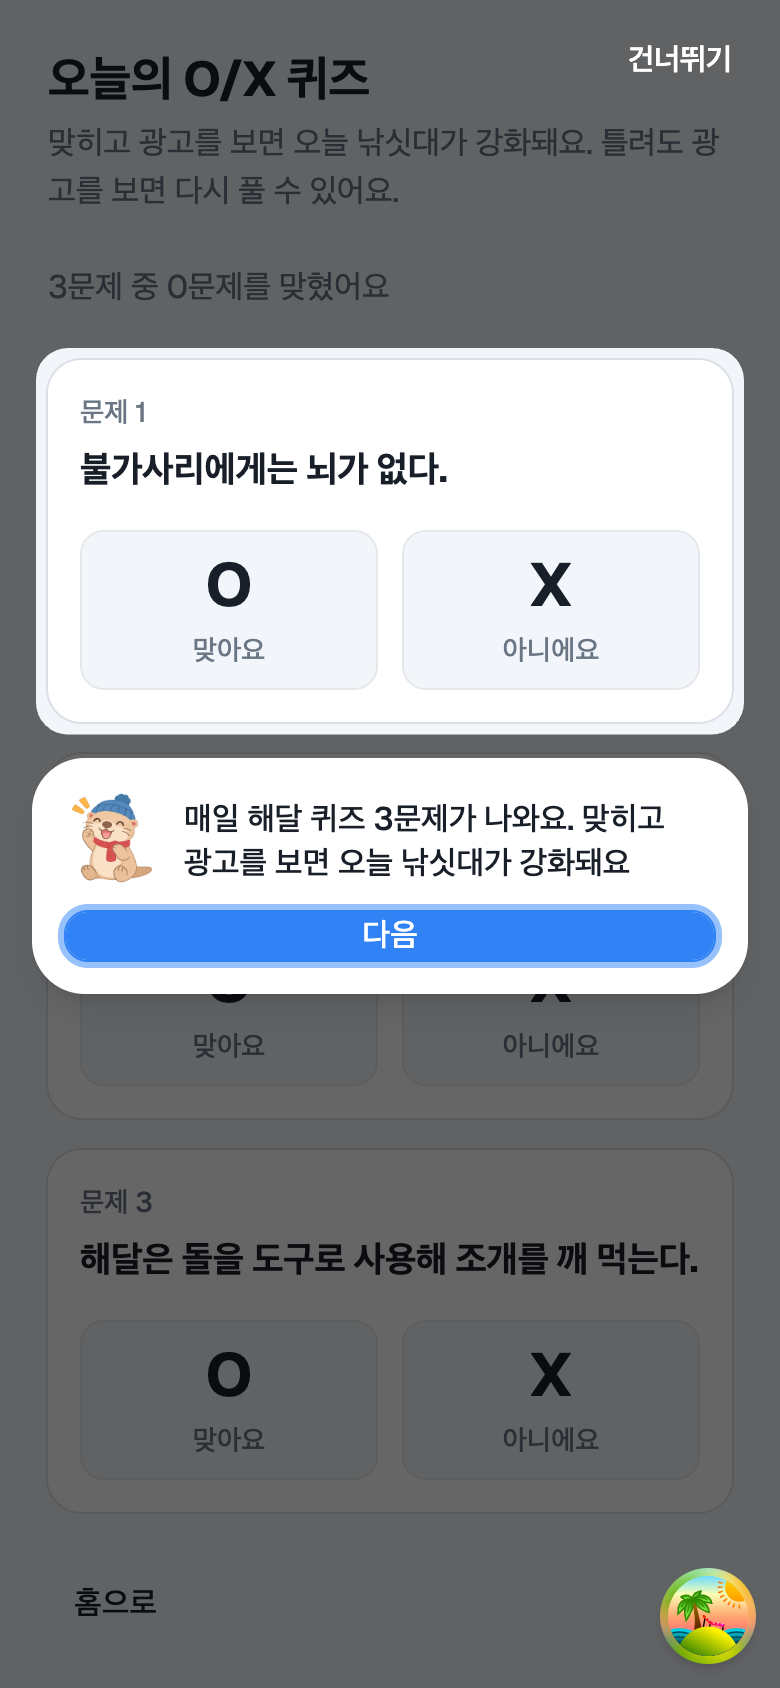 오늘의 O/X 퀴즈
건너뛰기
맞히고 광고를 보면 오늘 낚싯대가 강화돼요. 틀려도 광
고를 보면 다시 풀 수 있어요.
3문제 중 0문제를 맞혔어요
문제 1
불가사리에게는 뇌가 없다.
O
X
맞아요
아니에요
매일 해달 퀴즈 3문제가 나와요. 맞히고
광고를 보면 오늘 낚싯대가 강화돼요
다음
맞아요
아니에요
문제 3
해달은 돌을 도구로 사용해 조개를 깨 먹는다.
O
X
맞아요
아니에요
홈으로